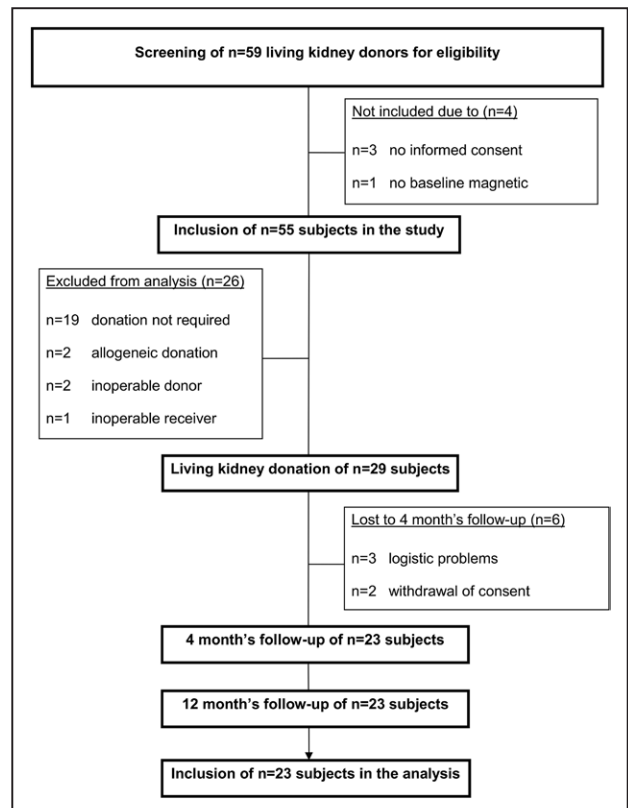 Screening of n=59 living kidney donors for eligibility
Not included due to (n=4)
n=3 no informed consent
n=1 no baseline magnetic
Inclusion of n=55 subjects in the study
Excluded from analysis (n=26)
n=19 donation not required
n=2 allogeneic donation
n=2 inoperable donor
n=1 inoperable receiver
Living kidney donation of n=29 subjects
Lost to 4 month's follow-up (n=6)
n=3 logistic problems
n=2 withdrawal of consent
4 month's follow-up of n=23 subjects
12 month's follow-up of n=23 subjects
Inclusion of n=23 subjects in the analysis